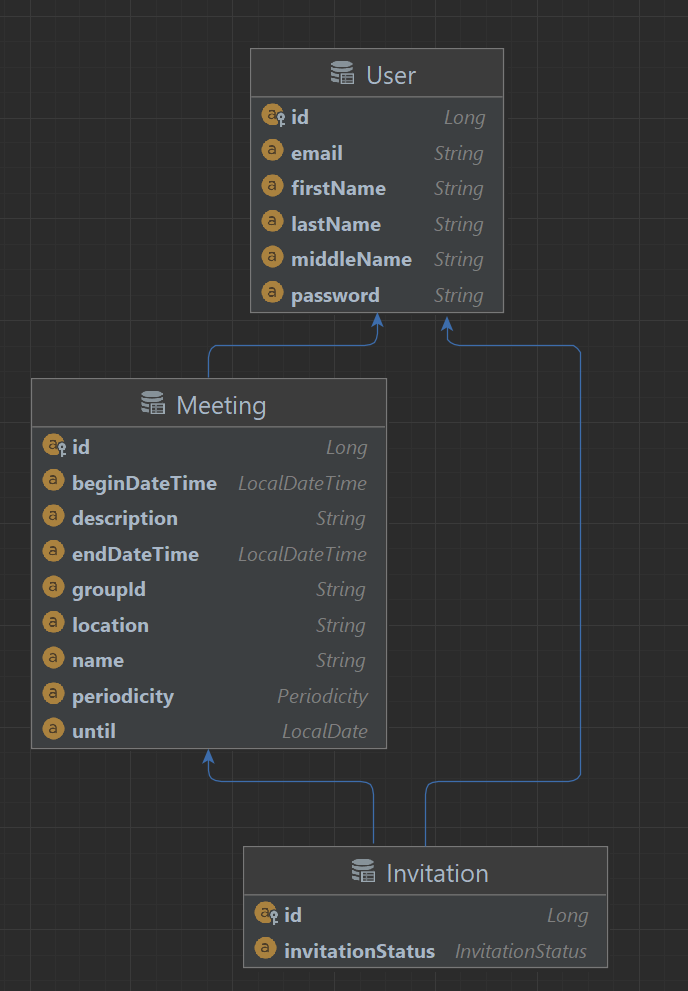 User
id Long
email String
firstName String
lastName String
middleName String
password String
Meeting
id Long
beginDateTime LocalDateTime
description String
endDateTime LocalDateTime
groupId String
location String
name String
periodicity Periodicity
until LocalDate
Invitation
id Long
invitationStatus InvitationStatus